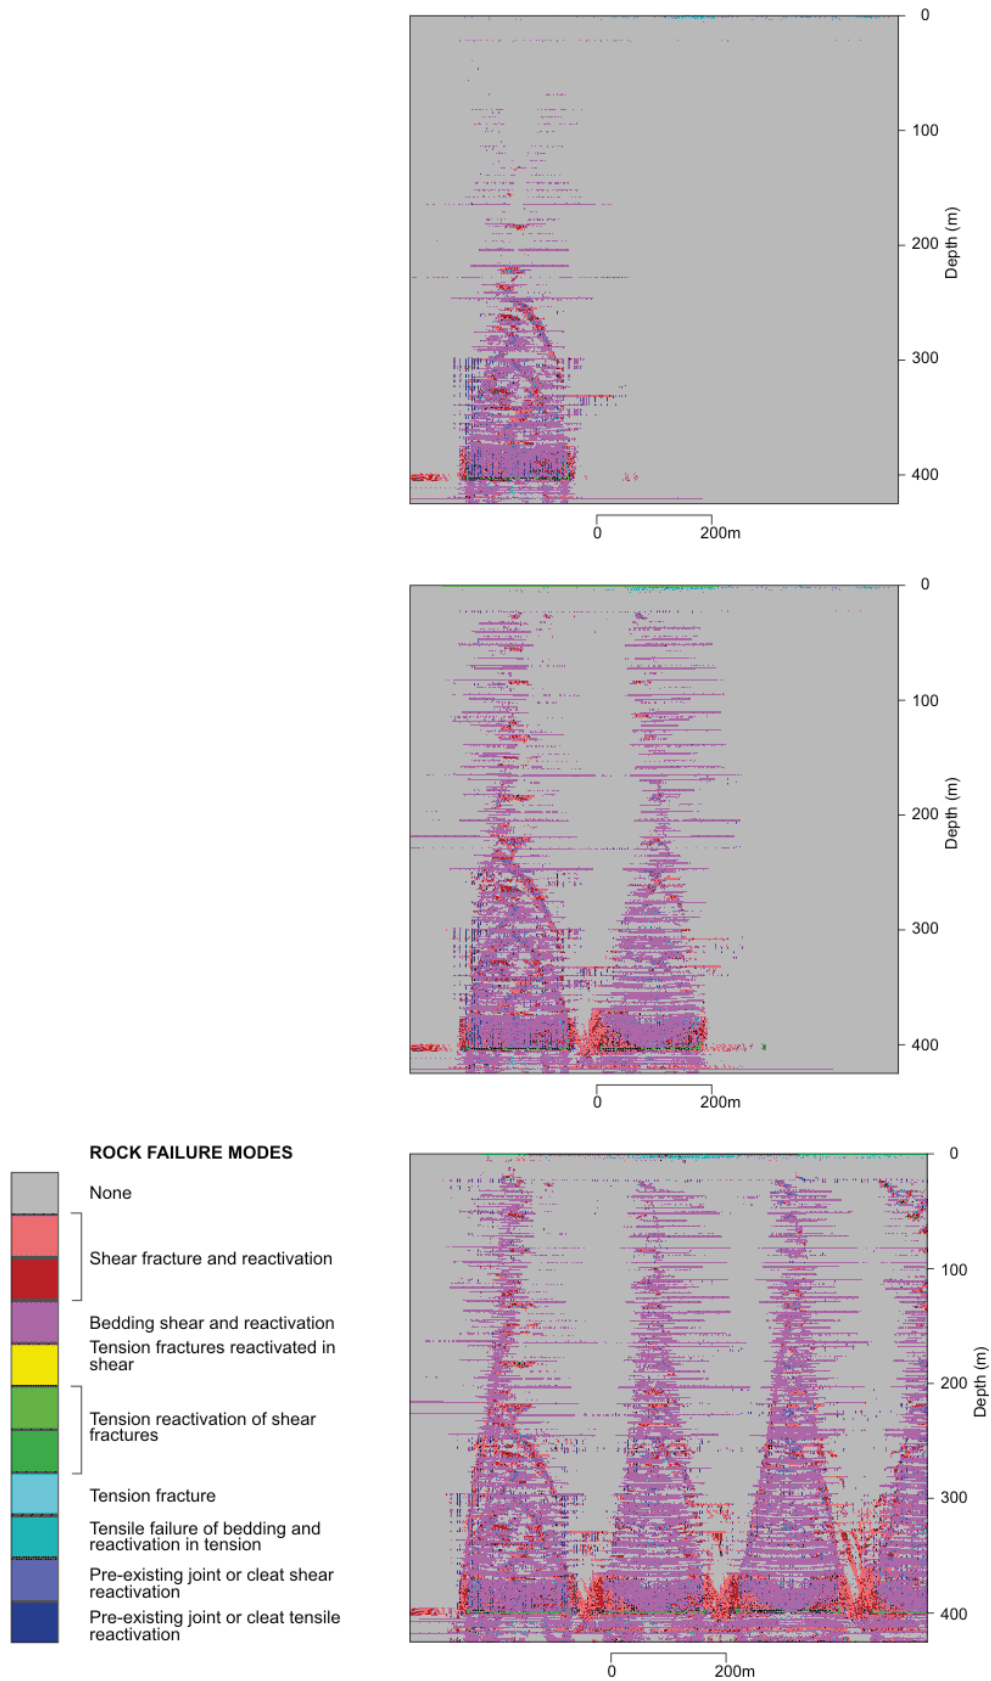 0
100
200
300
400
Depth (m)
0 200m
0
100
200
300
400
Depth (m)
0 200m
ROCK FAILURE MODES
None
Shear fracture and reactivation
Bedding shear and reactivation
Tension fractures reactivated in
shear
Tension reactivation of shear
fractures
Tension fracture
Tensile failure of bedding and
reactivation in tension
Pre-existing joint or cleat shear
reactivation
Pre-existing joint or cleat tensile
reactivation
0
100
200
300
400
Depth (m)
0 200m